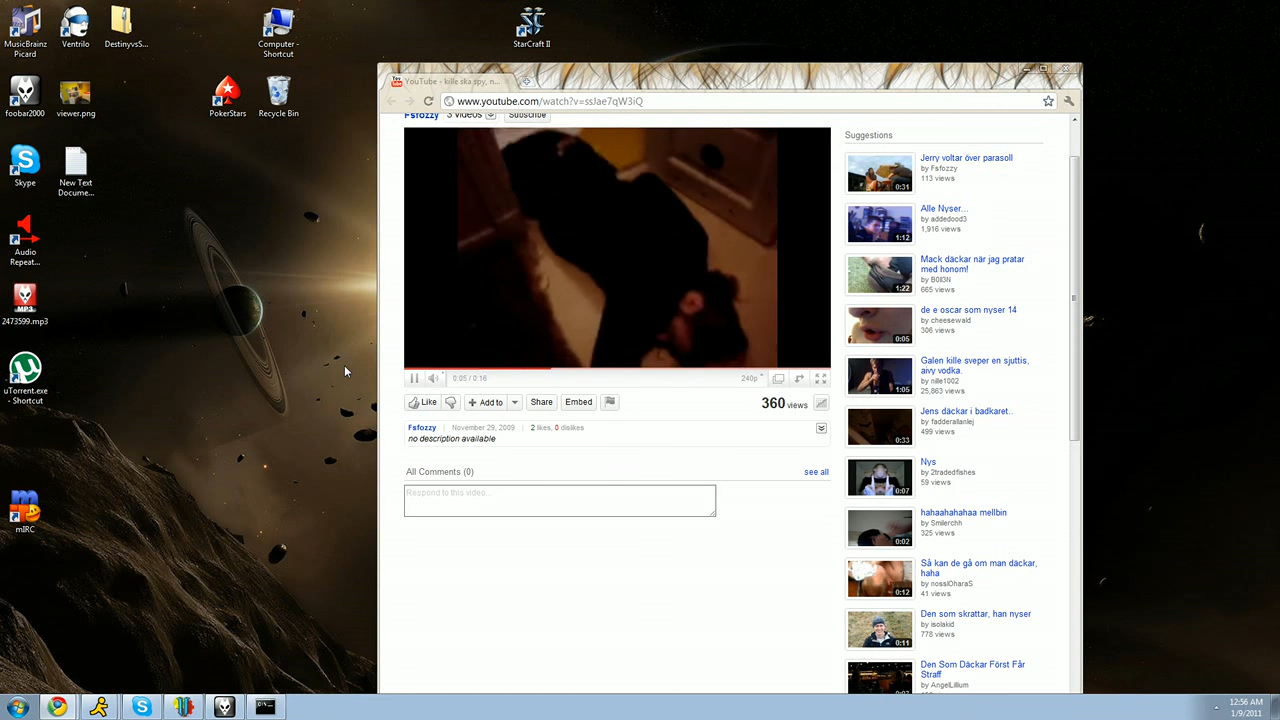 MusicBrainz
Picard
Ventrilo
DestinyvsS...
Computer -
Shortcut
StarCraft II
foobar2000
viewer.png
PokerStars
Recycle Bin
Skype
New Text
Docume...
Audio
Repeat...
MP3
2473599.mp3
uTorrent.exe
- Shortcut
mIRC
YouTube - kille ska spy, n...
www.youtube.com/watch?v=ssJae7qW3iQ
Fsfozzy 3 videos Subscribe
0:05 / 0:16
240p
Like
Add to
Share
Embed
360 views
Fsfozzy November 29, 2009 2 likes, 0 dislikes
no description available
All Comments (0) see all
Respond to this video...
Suggestions
Jerry voltar över parasoll
by Fsfozzy
113 views
0:31
Alle Nyser...
by addedood3
1,916 views
1:12
Mack däckar när jag pratar
med honom!
by B0ll3N
665 views
1:22
de e oscar som nyser 14
by cheesewald
306 views
0:05
Galen kille sveper en sjuttis,
aivy vodka.
by nille1002
25,863 views
1:05
Jens däckar i badkaret..
by fadderallanlej
499 views
0:33
Nys
by 2tradedfishes
59 views
0:07
hahaahahahaa mellbin
by Smilerchh
325 views
0:02
Så kan de gå om man däckar,
haha
by nosslOharaS
41 views
0:12
Den som skrattar, han nyser
by isolakid
778 views
0:11
Den Som Däckar Först Får
Straff
by AngelLillium
12:56 AM
1/9/2011